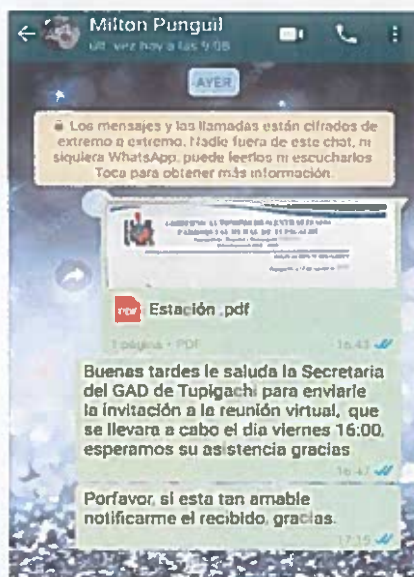 Milton Punguil
ult. vez hoy a las 9:08
AYER
Los mensajes y las llamadas están cifrados de
extremo a extremo. Nadie fuera de este chat, ni
siquiera WhatsApp, puede leerlos ni escucharlos
Toca para obtener más información.
PDF Estación .pdf
1 página • PDF 16:43
Buenas tardes le saluda la Secretaria
del GAD de Tupigachi para enviarle
la invitación a la reunión virtual, que
se llevara a cabo el dia viernes 16:00,
esperamos su asistencia gracias
16:47
Porfavor, si esta tan amable
notificarme el recibido, gracias.
17:15